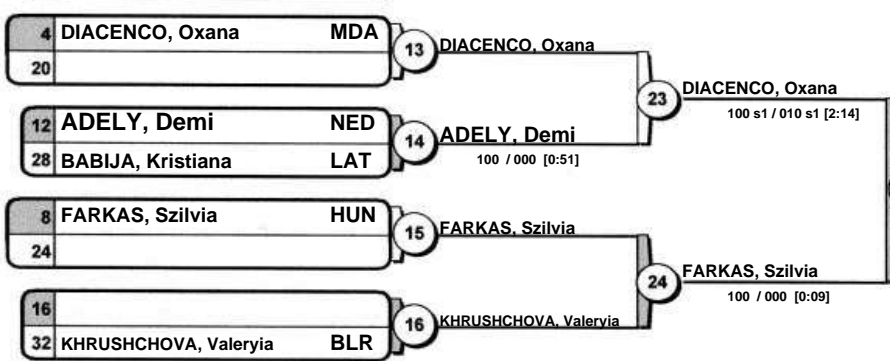 4 DIACENCO, Oxana MDA
20
13 DIACENCO, Oxana
12 ADELY, Demi NED
28 BABIJA, Kristiana LAT
14 ADELY, Demi
100 / 000 [0:51]
23 DIACENCO, Oxana
100 s1 / 010 s1 [2:14]
8 FARKAS, Szilvia HUN
24
15 FARKAS, Szilvia
16
32 KHRUSHCHOVA, Valeryia BLR
16 KHRUSHCHOVA, Valeryia
24 FARKAS, Szilvia
100 / 000 [0:09]